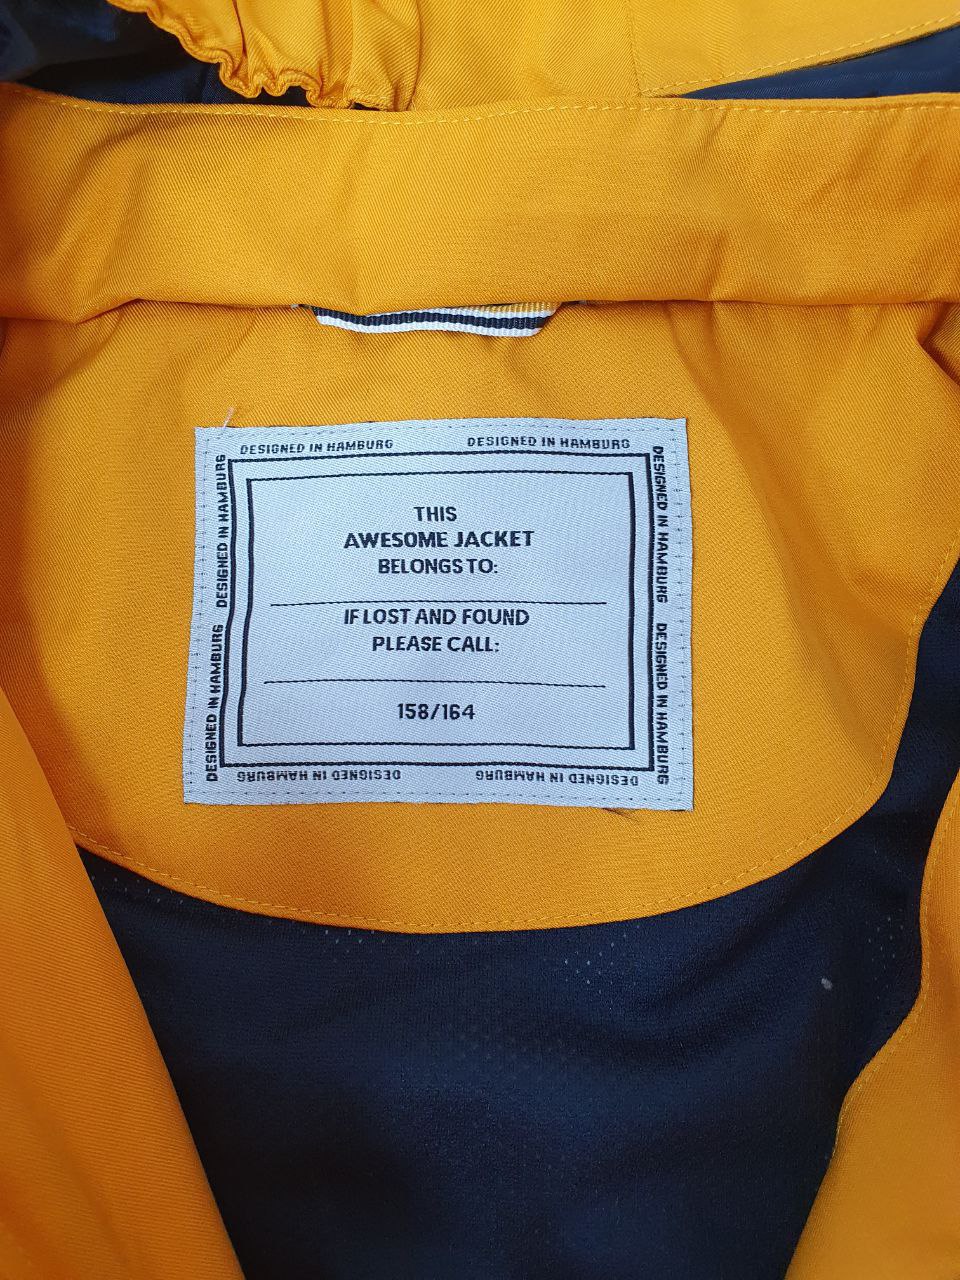 DESIGNED IN HAMBURG DESIGNED IN HAMBURG
DESIGNED IN HAMBURG DESIGNED IN HAMBURG
THIS
AWESOME JACKET
BELONGS TO:
IF LOST AND FOUND
PLEASE CALL:
158/164
DESIGNED IN HAMBURG DESIGNED IN HAMBURG
DESIGNED IN HAMBURG DESIGNED IN HAMBURG